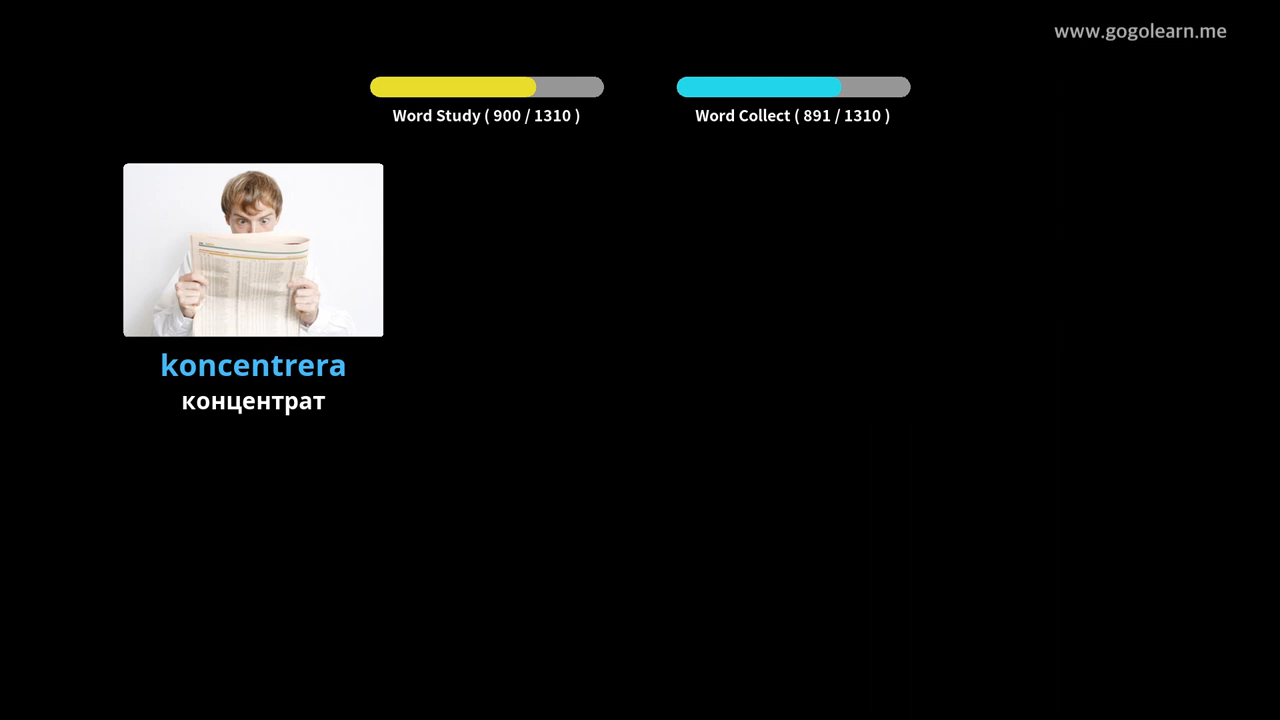 www.gogolearn.me
Word Study ( 900 / 1310 )
Word Collect ( 891 / 1310 )
koncentrera
концентрат